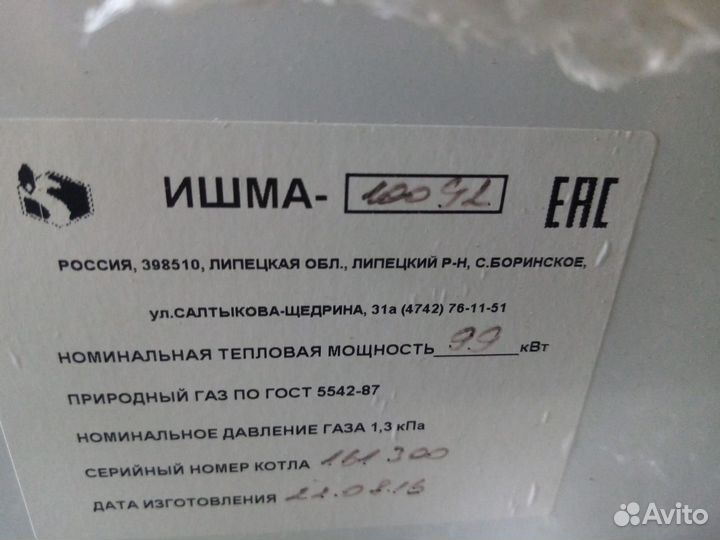 ИШМА- 100 EAC
РОССИЯ, 398510, ЛИПЕЦКАЯ ОБЛ., ЛИПЕЦКИЙ Р-Н, С.БОРИНСКОЕ,
ул.САЛТЫКОВА-ЩЕДРИНА, 31а (4742) 76-11-51
НОМИНАЛЬНАЯ ТЕПЛОВАЯ МОЩНОСТЬ 99 кВт
ПРИРОДНЫЙ ГАЗ ПО ГОСТ 5542-87
НОМИНАЛЬНОЕ ДАВЛЕНИЕ ГАЗА 1,3 кПа
СЕРИЙНЫЙ НОМЕР КОТЛА 161300
ДАТА ИЗГОТОВЛЕНИЯ 22.08.16
Avito